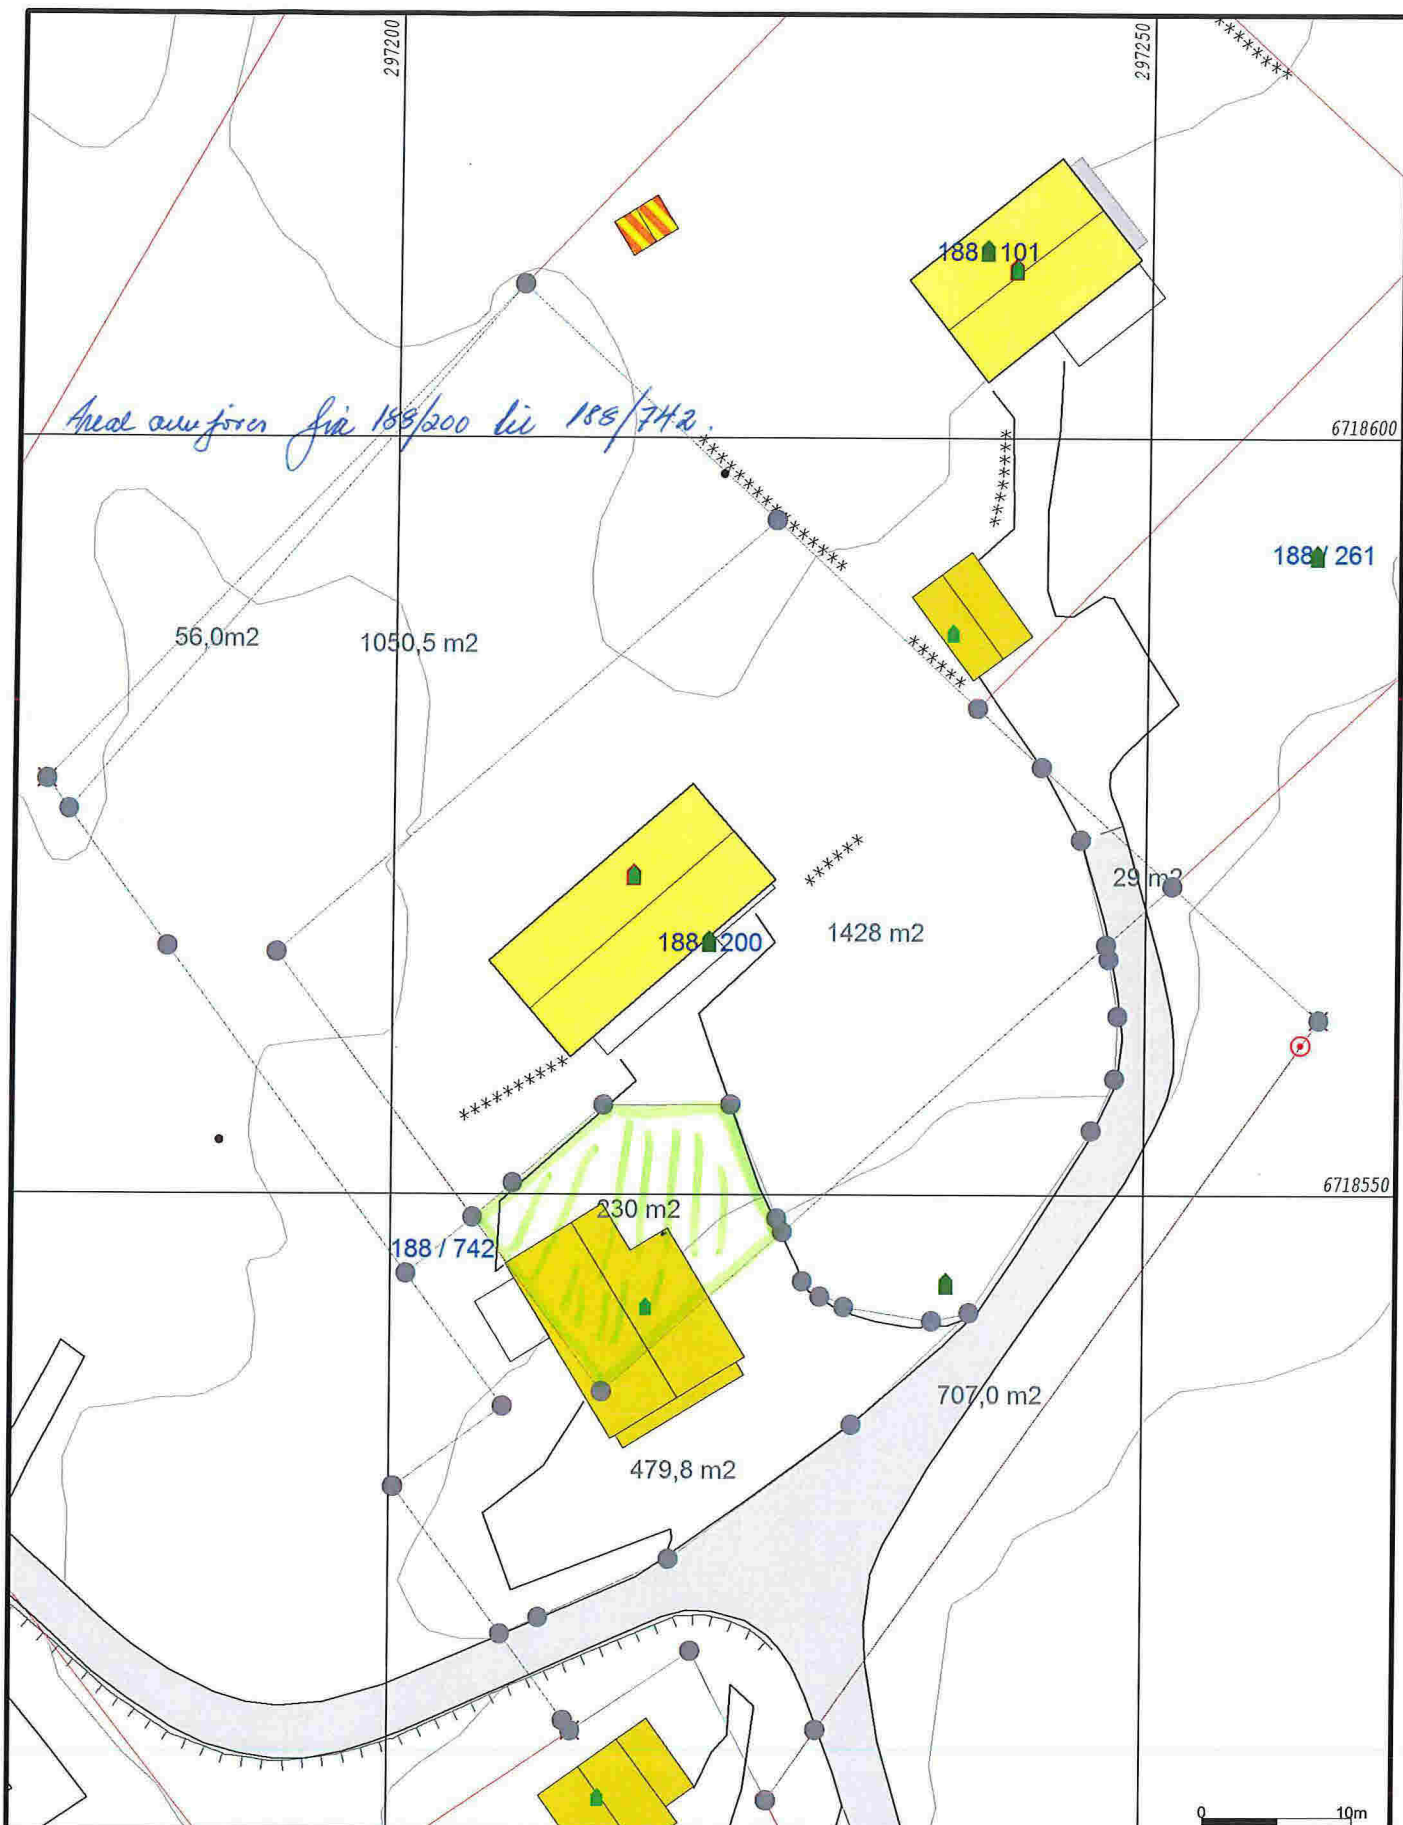 297200
297250
188 101
Areal overføres fra 188/200 til 188/742.
6718600
188 / 261
56,0m2
1050,5 m2
29 m2
188 200
1428 m2
6718550
230 m2
188 / 742
707,0 m2
479,8 m2
0 10m